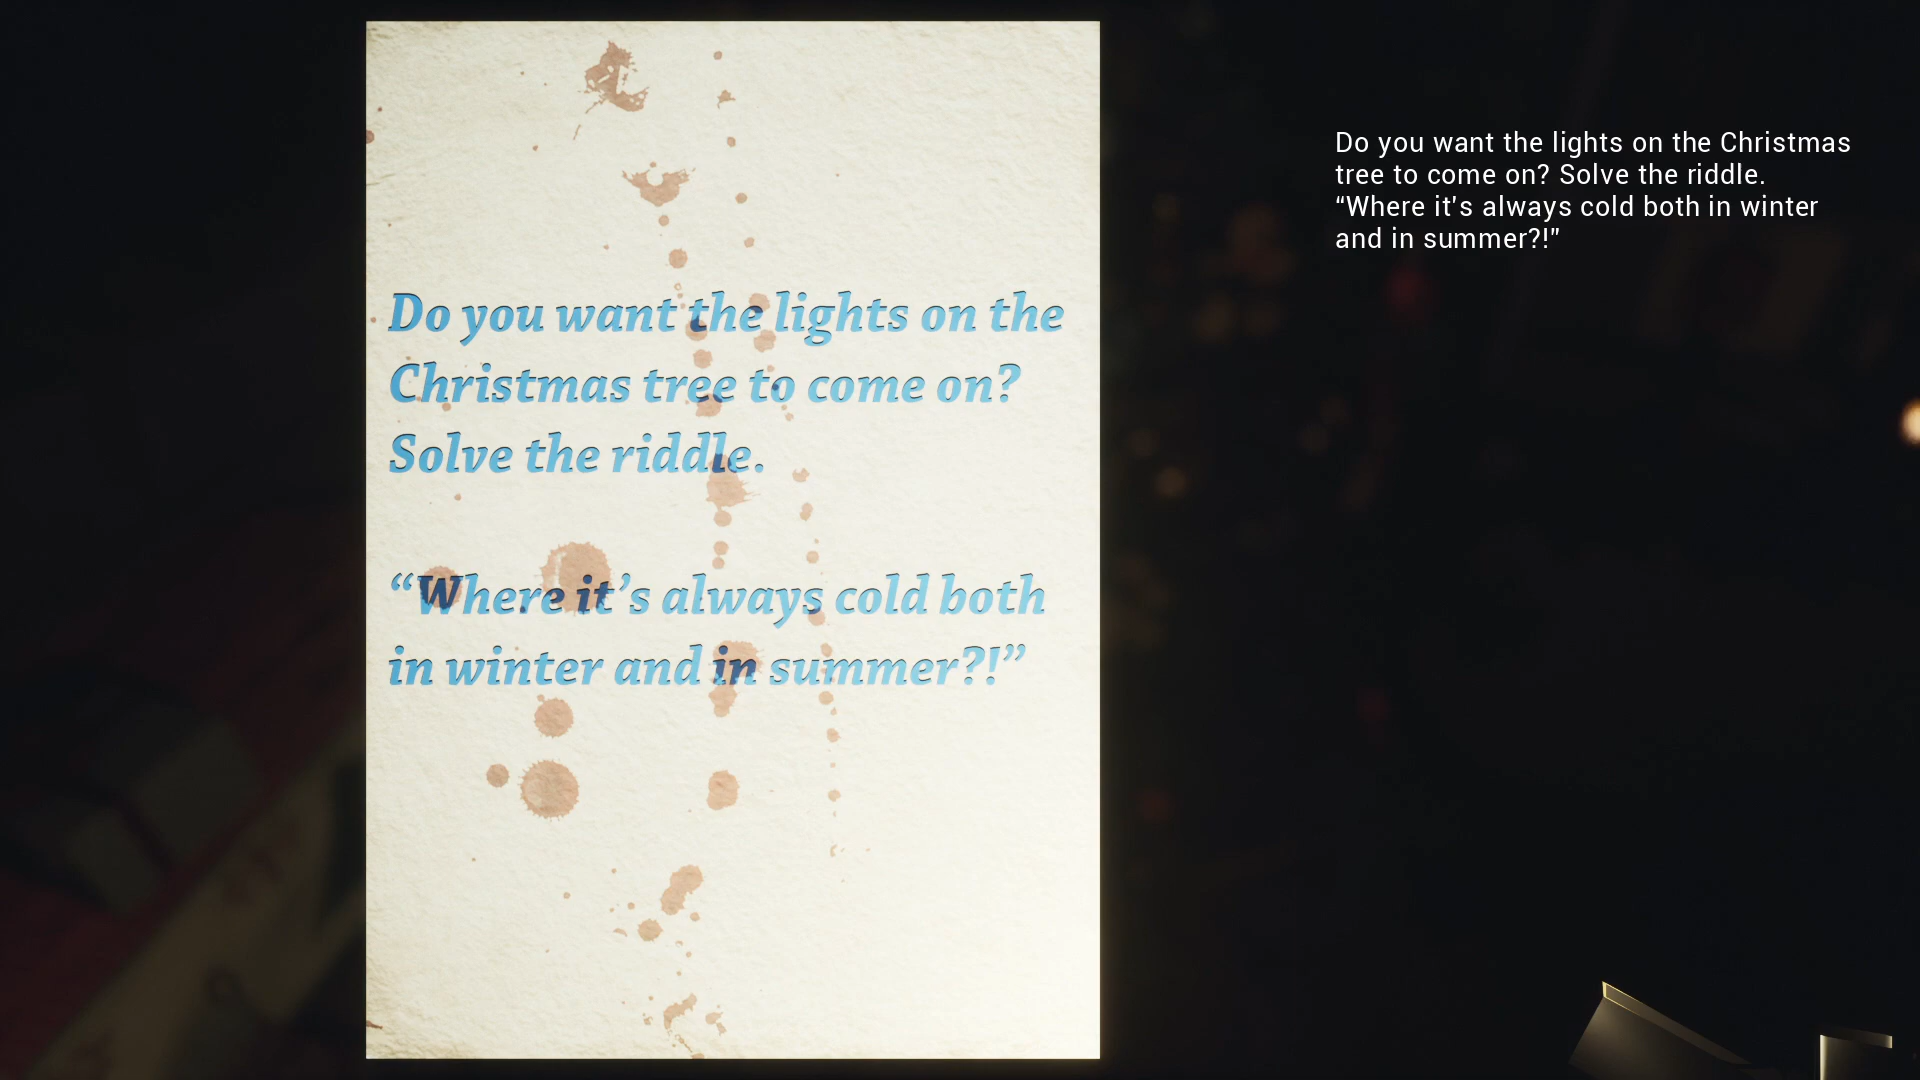 Do you want the lights on the
Christmas tree to come on?
Solve the riddle.
“Where it’s always cold both
in winter and in summer?!”
Do you want the lights on the Christmas
tree to come on? Solve the riddle.
“Where it’s always cold both in winter
and in summer?!”